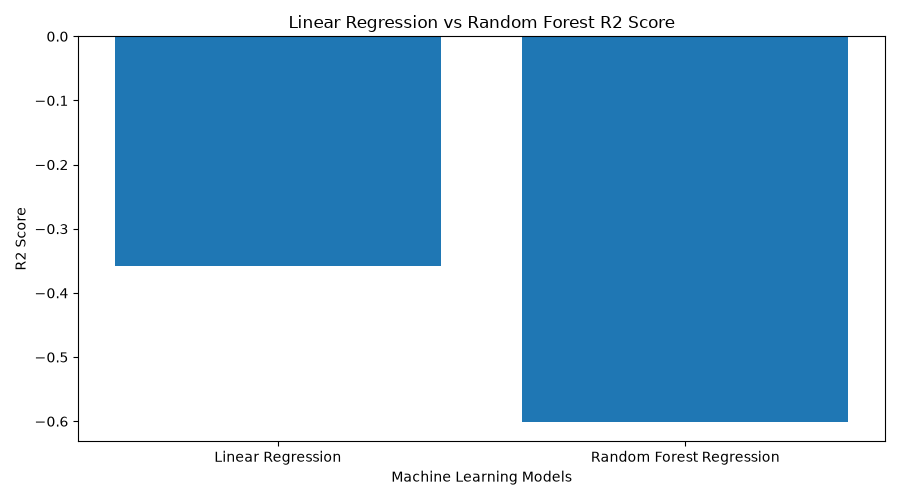 Linear Regression vs Random Forest R2 Score
0.0
−0.1
−0.2
−0.3
−0.4
−0.5
−0.6
R2 Score
Linear Regression
Random Forest Regression
Machine Learning Models